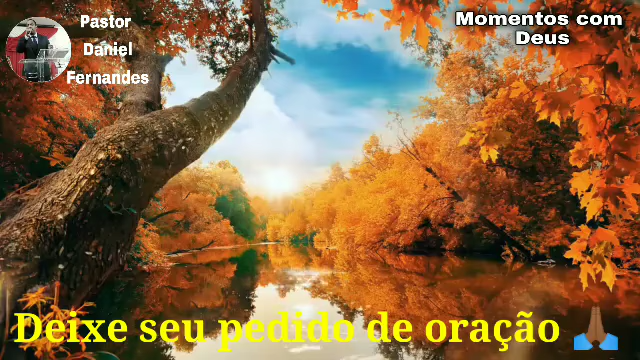 Pastor
Daniel
Fernandes
Momentos com
Deus
Deixe seu pedido de oração 🙏🏽